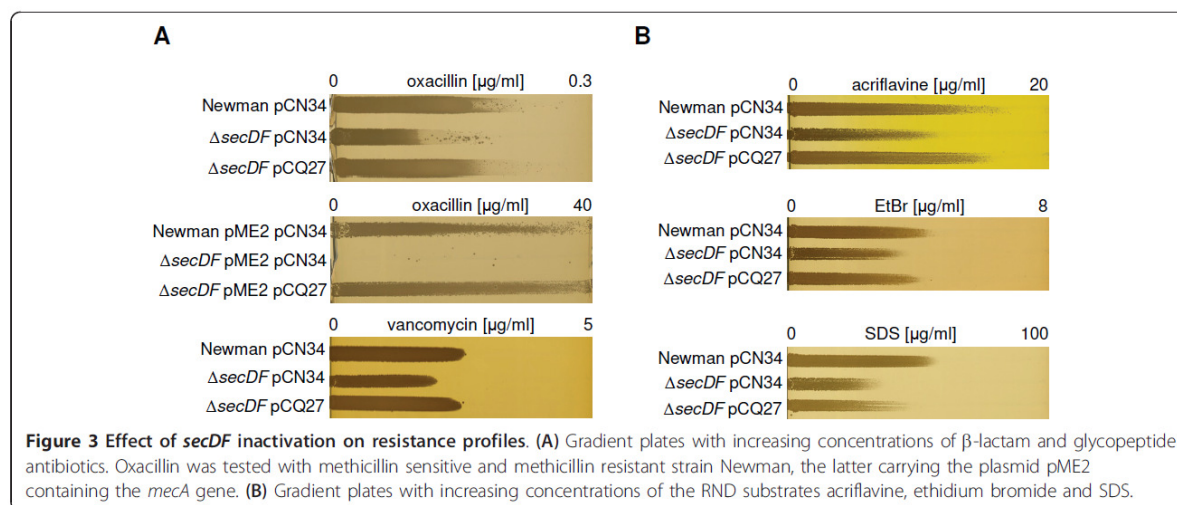 A
0 oxacillin [µg/ml] 0.3
Newman pCN34
ΔsecDF pCN34
ΔsecDF pCQ27
0 oxacillin [µg/ml] 40
Newman pME2 pCN34
ΔsecDF pME2 pCN34
ΔsecDF pME2 pCQ27
0 vancomycin [µg/ml] 5
Newman pCN34
ΔsecDF pCN34
ΔsecDF pCQ27
B
0 acriflavine [µg/ml] 20
Newman pCN34
ΔsecDF pCN34
ΔsecDF pCQ27
0 EtBr [µg/ml] 8
Newman pCN34
ΔsecDF pCN34
ΔsecDF pCQ27
0 SDS [µg/ml] 100
Newman pCN34
ΔsecDF pCN34
ΔsecDF pCQ27
Figure 3 Effect of secDF inactivation on resistance profiles. (A) Gradient plates with increasing concentrations of β-lactam and glycopeptide
antibiotics. Oxacillin was tested with methicillin sensitive and methicillin resistant strain Newman, the latter carrying the plasmid pME2
containing the mecA gene. (B) Gradient plates with increasing concentrations of the RND substrates acriflavine, ethidium bromide and SDS.